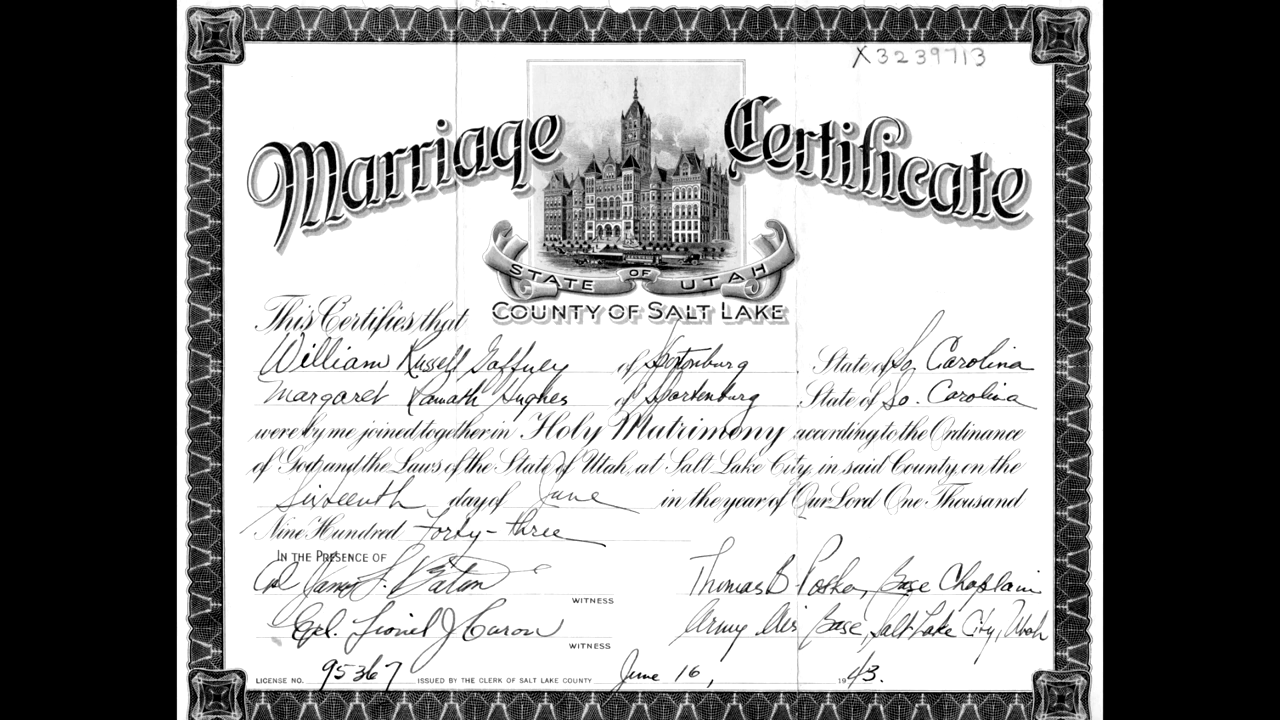 X3239713
Marriage Certificate
STATE OF UTAH
COUNTY OF SALT LAKE
This Certifies that
William Russell Gaffney of State of So. Carolina
Margaret Hughes of Spartenburg State of So. Carolina
were by me joined together in Holy Matrimony according to the Ordinance
of God and the Laws of the State of Utah, at Salt Lake City, in said County, on the
Sixteenth day of June in the year of Our Lord One Thousand
Nine Hundred Forty-three
IN THE PRESENCE OF
Thomas B Base Chaplain
WITNESS
Cpl. Lionel J Caron Army Air Base, Salt Lake City, Utah
WITNESS
LICENSE NO. 95367 ISSUED BY THE CLERK OF SALT LAKE COUNTY June 16, 1943.